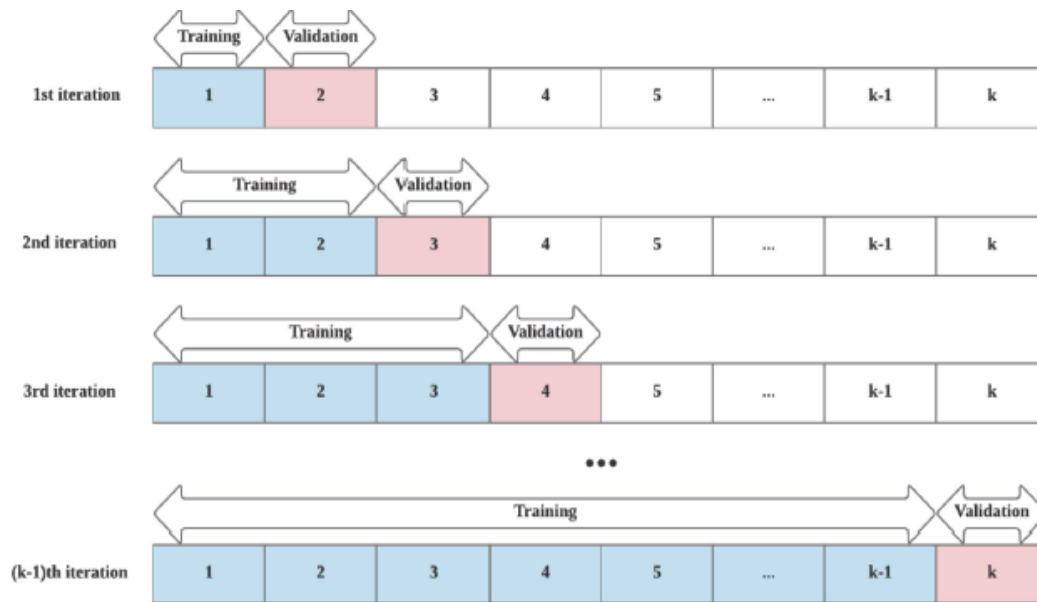 Training Validation
1st iteration 1 2 3 4 5 ... k-1 k
Training Validation
2nd iteration 1 2 3 4 5 ... k-1 k
Training Validation
3rd iteration 1 2 3 4 5 ... k-1 k
•••
Training Validation
(k-1)th iteration 1 2 3 4 5 ... k-1 k